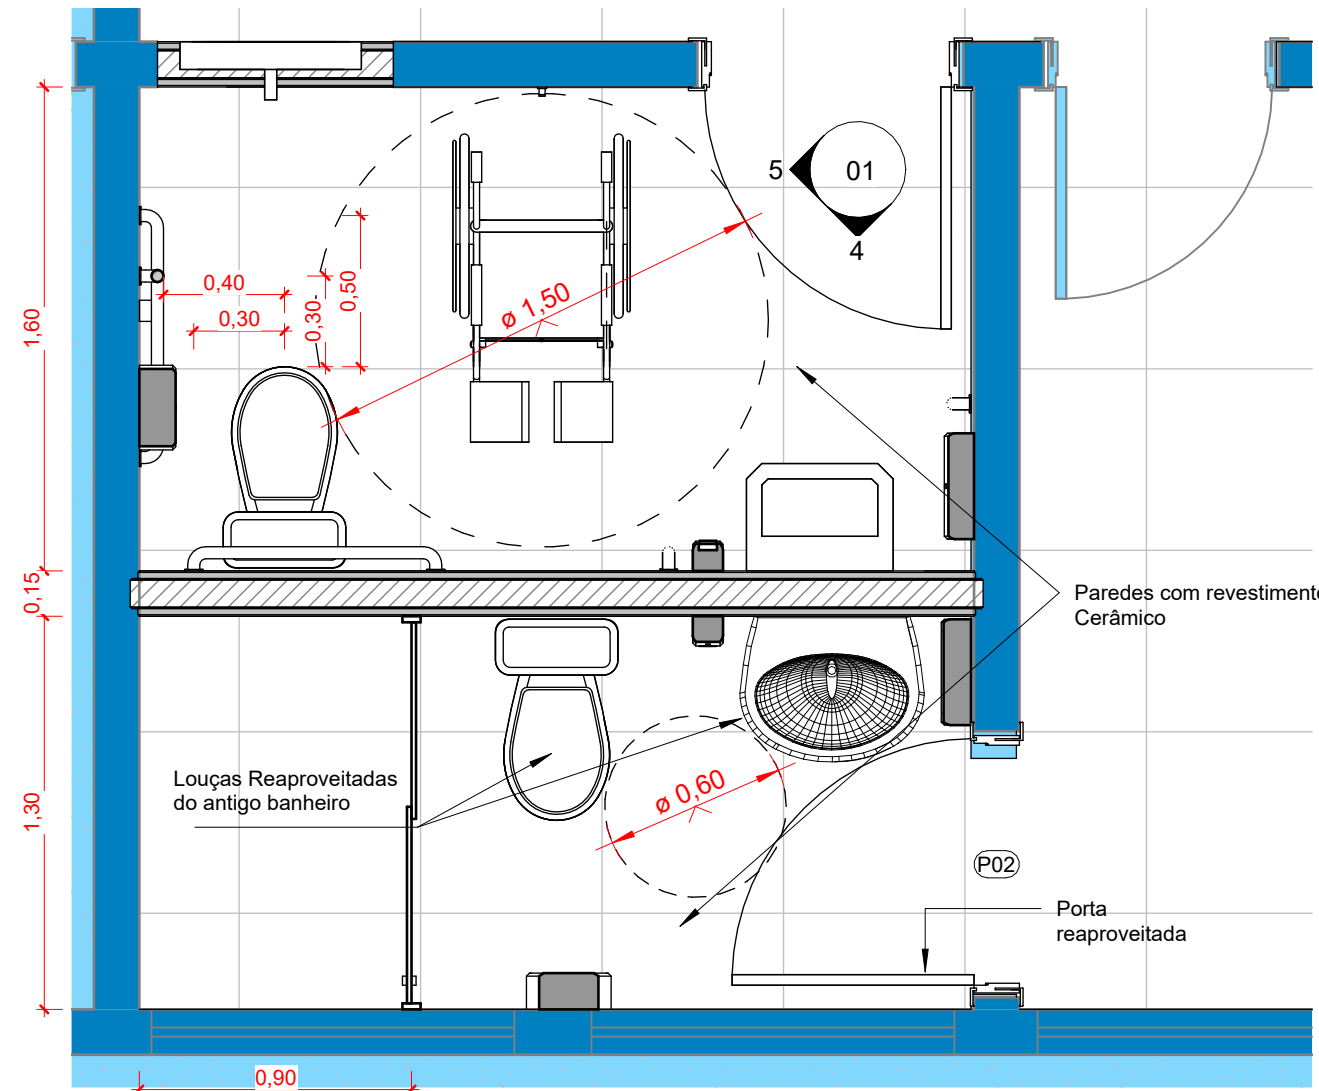 5
01
4
0,40
0,30
0,30
0,50
ø 1,50
1,60
0,15
Paredes com revestimento
Cerâmico
Louças Reaproveitadas
do antigo banheiro
ø 0,60
1,30
P02
Porta
reaproveitada
0,90